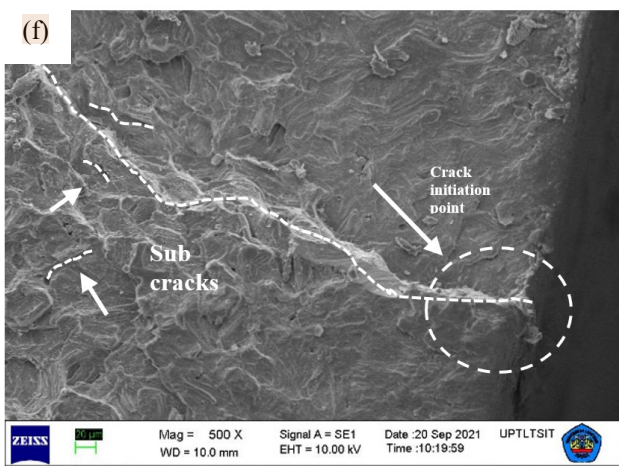 (f)
Crack
initiation
point
Sub
cracks
ZEISS
20 µm
Mag = 500 X
WD = 10.0 mm
Signal A = SE1
EHT = 10.00 kV
Date :20 Sep 2021
Time :10:19:59
UPTLTSIT